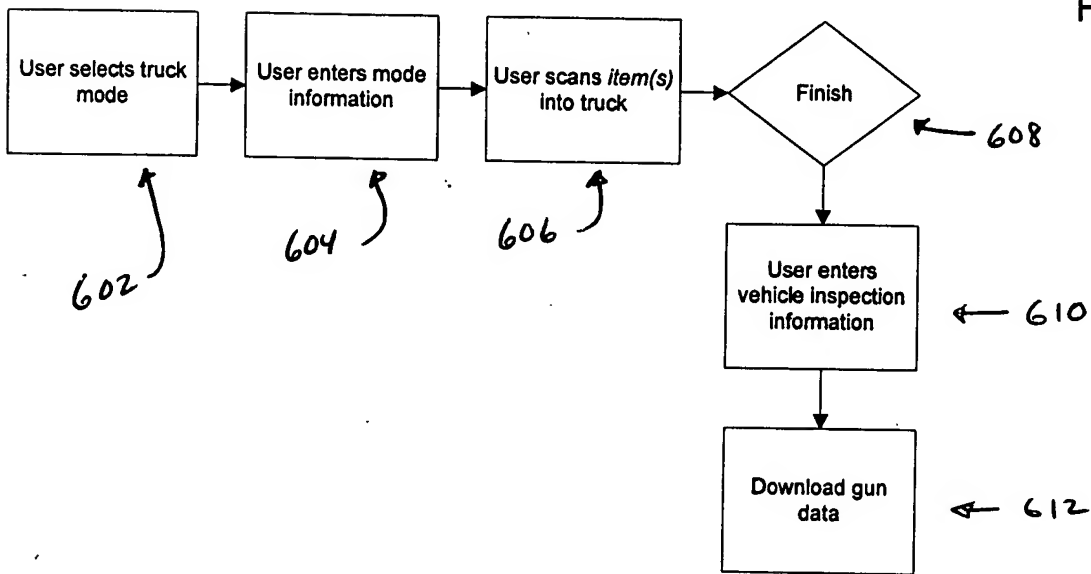 User selects truck
mode
User enters mode
information
User scans item(s)
into truck
Finish
608
602
604
606
User enters
vehicle inspection
information
610
Download gun
data
612